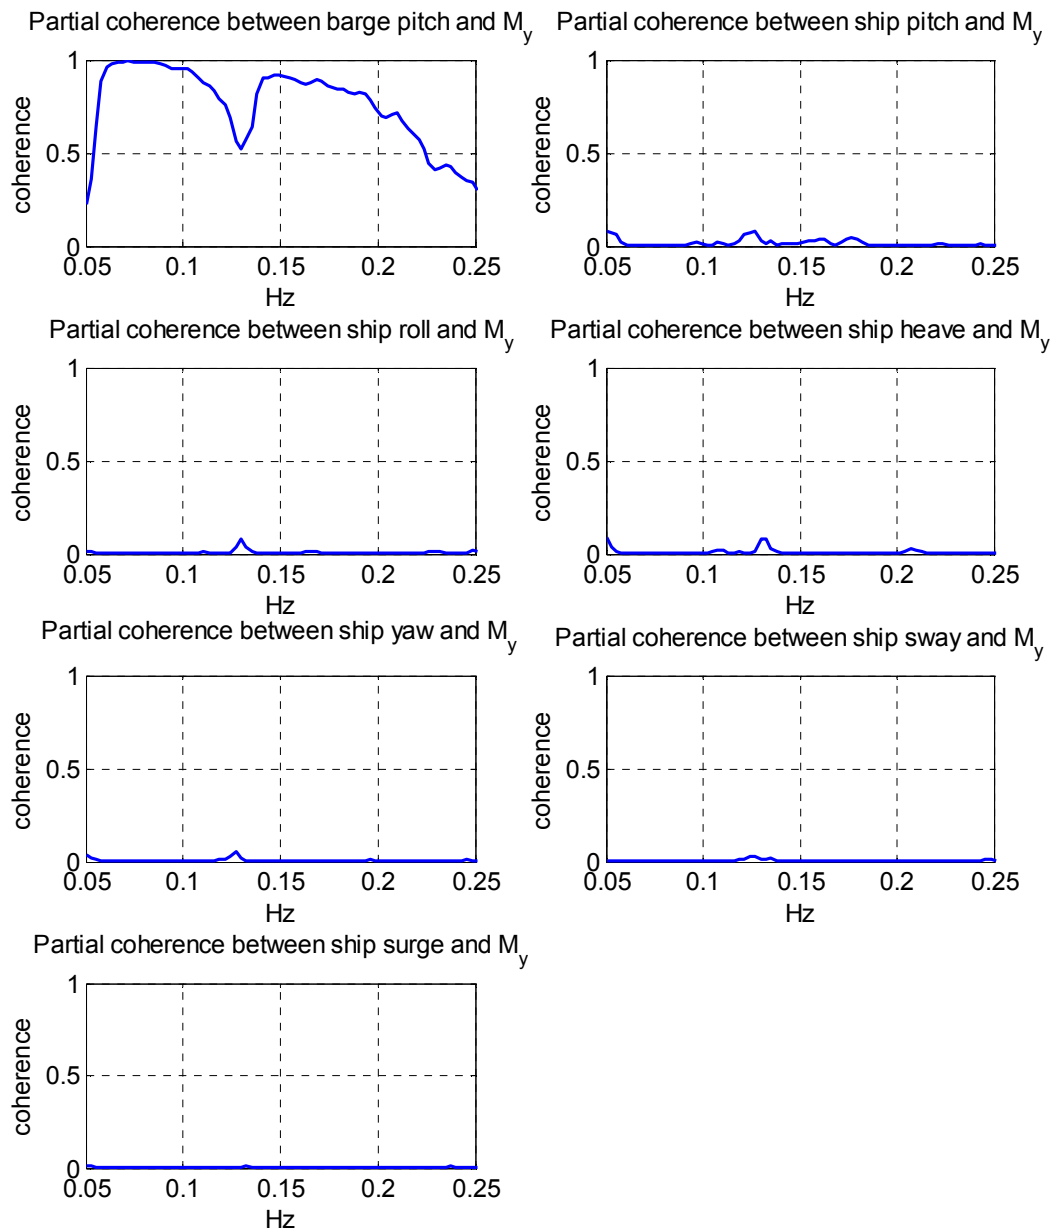 Partial coherence between barge pitch and M_y
1
0.5
0
coherence
0.05 0.1 0.15 0.2 0.25
Hz
Partial coherence between ship pitch and M_y
1
0.5
0
coherence
0.05 0.1 0.15 0.2 0.25
Hz
Partial coherence between ship roll and M_y
1
0.5
0
coherence
0.05 0.1 0.15 0.2 0.25
Hz
Partial coherence between ship heave and M_y
1
0.5
0
coherence
0.05 0.1 0.15 0.2 0.25
Hz
Partial coherence between ship yaw and M_y
1
0.5
0
coherence
0.05 0.1 0.15 0.2 0.25
Hz
Partial coherence between ship sway and M_y
1
0.5
0
coherence
0.05 0.1 0.15 0.2 0.25
Hz
Partial coherence between ship surge and M_y
1
0.5
0
coherence
0.05 0.1 0.15 0.2 0.25
Hz